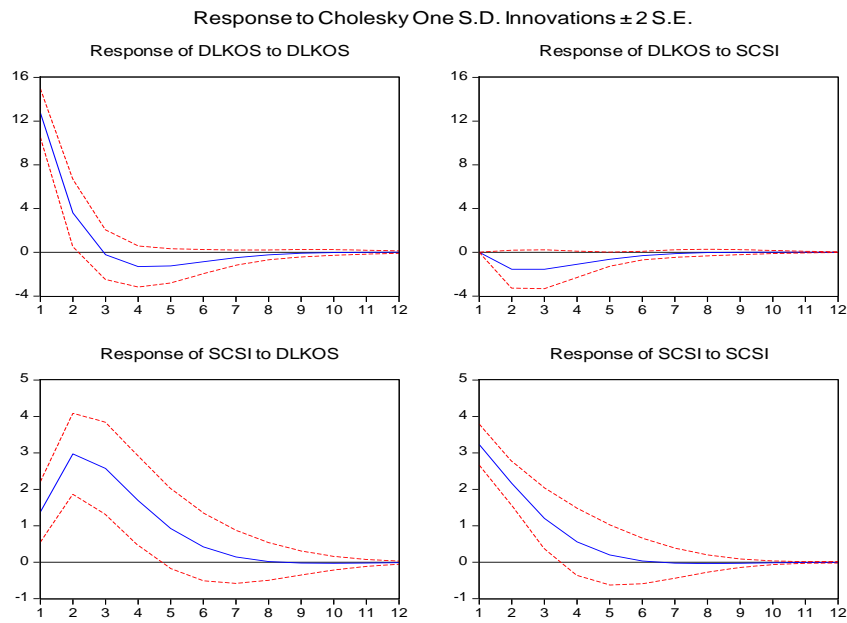 Response to Cholesky One S.D. Innovations ± 2 S.E.
Response of DLKOS to DLKOS
16
12
8
4
0
-4
1 2 3 4 5 6 7 8 9 10 11 12
Response of DLKOS to SCSI
16
12
8
4
0
-4
1 2 3 4 5 6 7 8 9 10 11 12
Response of SCSI to DLKOS
5
4
3
2
1
0
-1
1 2 3 4 5 6 7 8 9 10 11 12
Response of SCSI to SCSI
5
4
3
2
1
0
-1
1 2 3 4 5 6 7 8 9 10 11 12